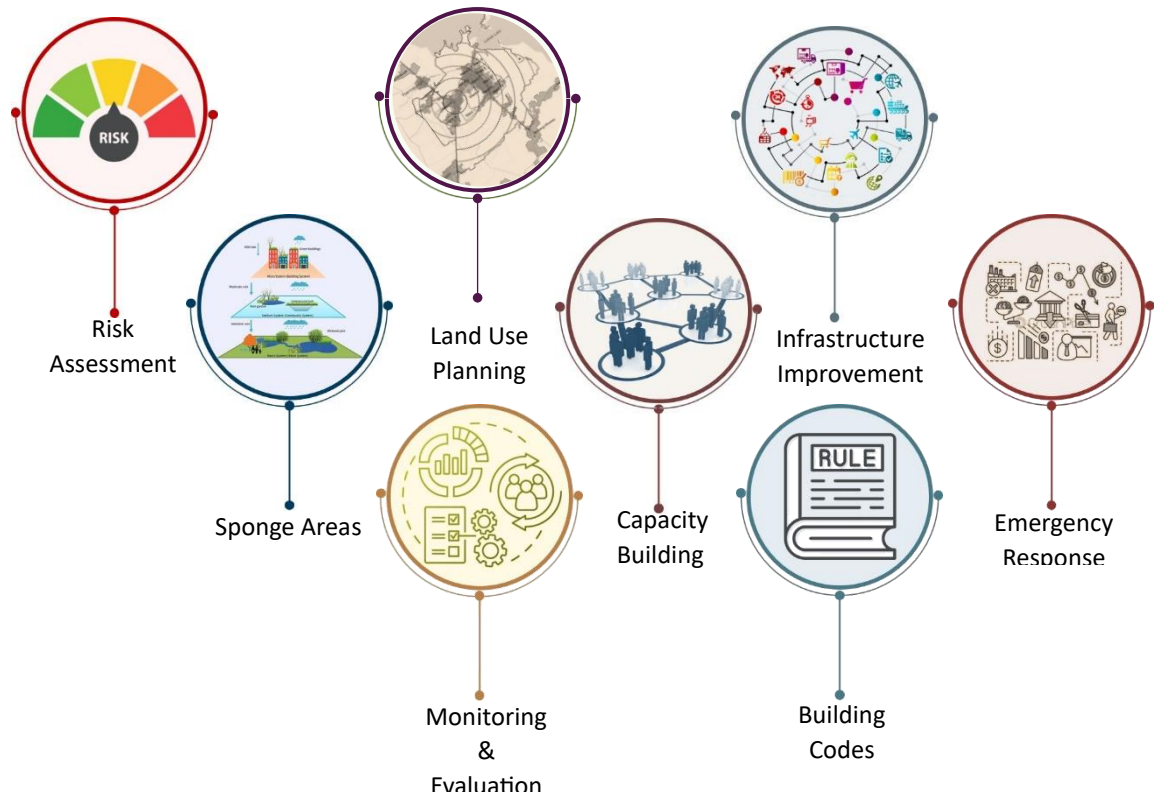 RISK
Risk
Assessment
Sponge Areas
Land Use
Planning
Capacity
Building
Infrastructure
Improvement
Emergency
Response
Monitoring
&
Evaluation
RULE
Building
Codes